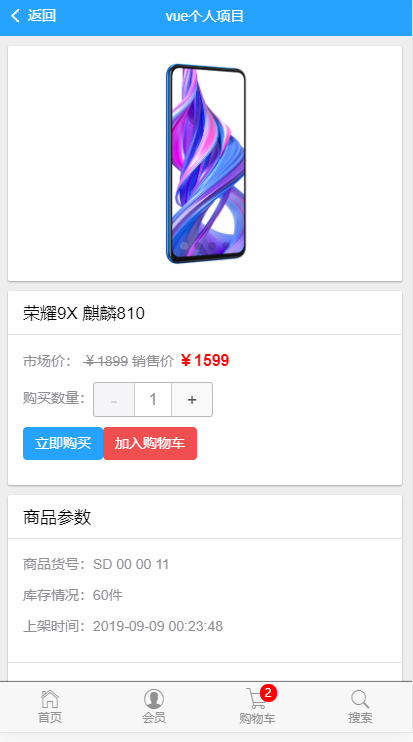 返回
vue个人项目
荣耀9X 麒麟810
市场价： ￥1899 销售价 ￥1599
购买数量： - 1 +
立即购买 加入购物车
商品参数
商品货号：SD 00 00 11
库存情况：60件
上架时间：2019-09-09 00:23:48
2
首页 会员 购物车 搜索